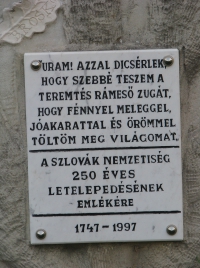 URAM! AZZAL DICSÉRLEK,
HOGY SZEBBÉ TESZEM A
TEREMTÉS RÁMESŐ ZUGÁT,
HOGY FÉNNYEL MELEGGEL,
JÓAKARATTAL ÉS ÖRÖMMEL
TÖLTÖM MEG VILÁGOMAT.
A SZLOVÁK NEMZETISÉG
250 ÉVES
LETELEPEDÉSÉNEK
EMLÉKÉRE
1747-1997